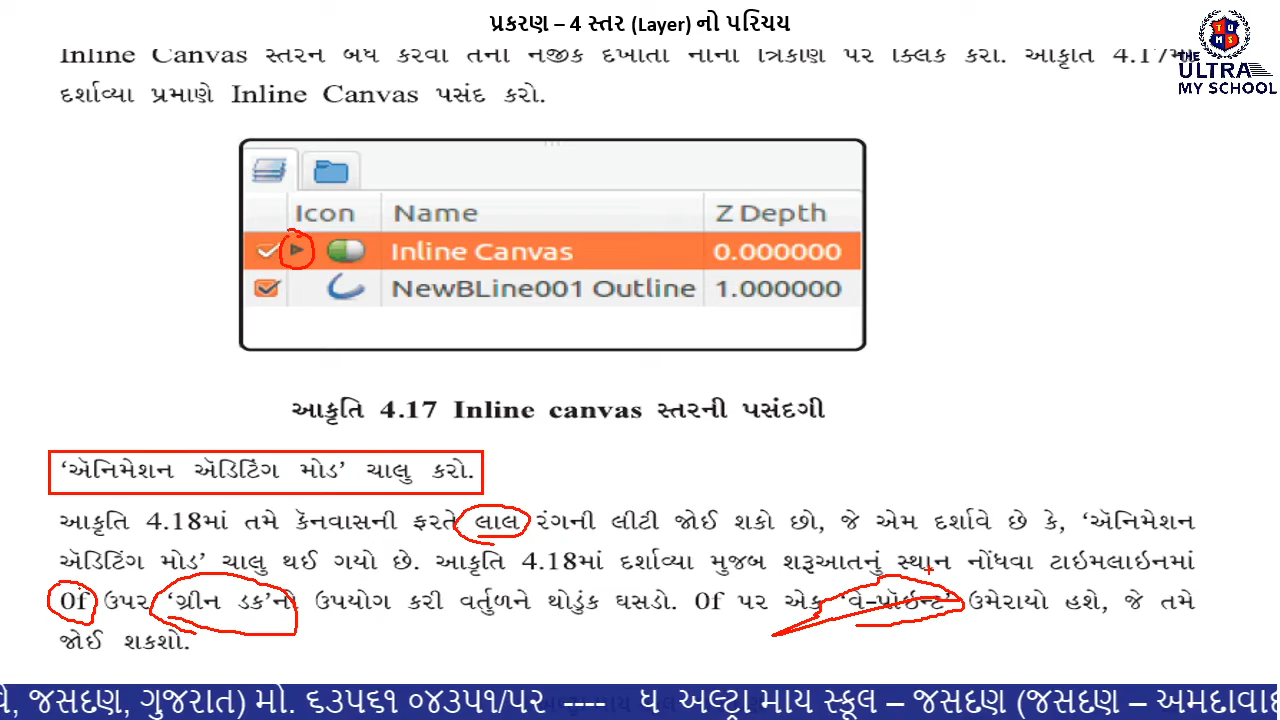 પ્રકરણ – 4 સ્તર (Layer) નો પરિચય
THE
ULTRA
MY SCHOOL
Inline Canvas સ્તરન બધ કરવા તના નજીક દખાતા નાના ત્રિકાણ પર ક્લિક કરો. આકૃતિ 4.17માં
દર્શાવ્યા પ્રમાણે Inline Canvas પસંદ કરો.
Icon Name Z Depth
Inline Canvas 0.000000
NewBLine001 Outline 1.000000
આકૃતિ 4.17 Inline canvas સ્તરની પસંદગી
‘ઍનિમેશન ઍડિટિંગ મોડ’ ચાલુ કરો.
આકૃતિ 4.18માં તમે કૅનવાસની ફરતે લાલ રંગની લીટી જોઈ શકો છો, જે એમ દર્શાવે છે કે, ‘ઍનિમેશન
ઍડિટિંગ મોડ’ ચાલુ થઈ ગયો છે. આકૃતિ 4.18માં દર્શાવ્યા મુજબ શરૂઆતનું સ્થાન નોંધવા ટાઇમલાઇનમાં
0f ઉપર ‘ગ્રીન ડક’નો ઉપયોગ કરી વર્તુળને થોડુંક ઘસડો. 0f પર એક ‘વે-પૉઇન્ટ’ ઉમેરાયો હશે, જે તમે
જોઈ શકશો.
વે, જસદણ, ગુજરાત) મો. ૬૩૫૬૧ ૦૪૩૫૧/૫૨ ---- ધ અલ્ટ્રામાય સ્કૂલ – જસદણ (જસદણ – અમદાવાદ